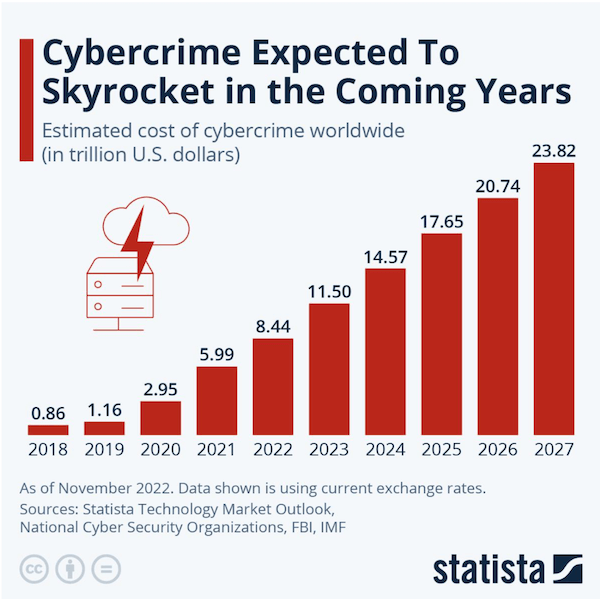 Cybercrime Expected To
Skyrocket in the Coming Years
Estimated cost of cybercrime worldwide
(in trillion U.S. dollars)
0.86
1.16
2.95
5.99
8.44
11.50
14.57
17.65
20.74
23.82
2018 2019 2020 2021 2022 2023 2024 2025 2026 2027
As of November 2022. Data shown is using current exchange rates.
Sources: Statista Technology Market Outlook,
National Cyber Security Organizations, FBI, IMF
cc
statista